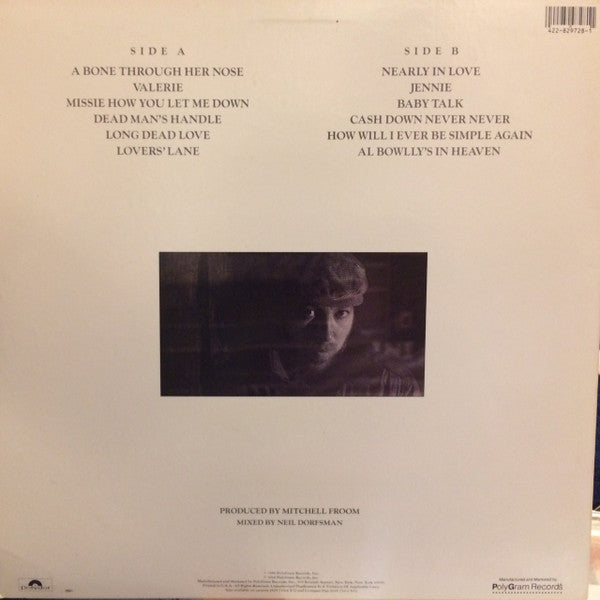 422-829728-1
SIDE A
A BONE THROUGH HER NOSE
VALERIE
MISSIE HOW YOU LET ME DOWN
DEAD MAN'S HANDLE
LONG DEAD LOVE
LOVERS' LANE
SIDE B
NEARLY IN LOVE
JENNIE
BABY TALK
CASH DOWN NEVER NEVER
HOW WILL I EVER BE SIMPLE AGAIN
AL BOWLLY'S IN HEAVEN
PRODUCED BY MITCHELL FROOM
MIXED BY NEIL DORFSMAN
Manufactured and Marketed by
PolyGram Records